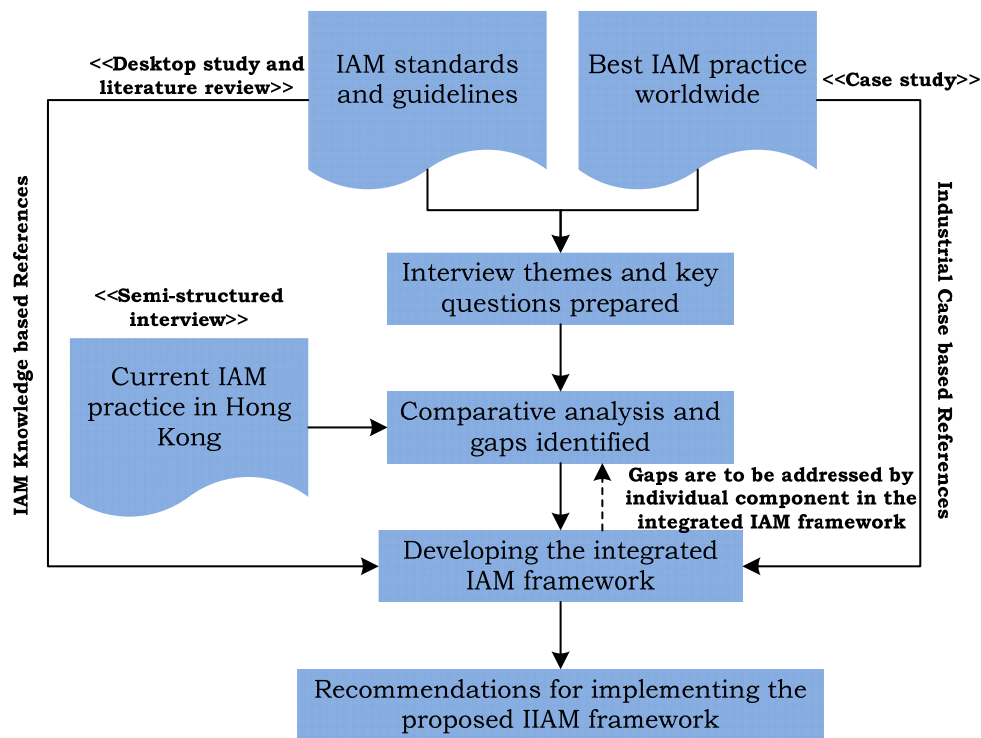 <<Desktop study and
literature review>>
IAM standards
and guidelines
Best IAM practice
worldwide
<<Case study>>
IAM Knowledge based References
Industrial Case based References
Interview themes and key
questions prepared
<<Semi-structured
interview>>
Current IAM
practice in Hong
Kong
Comparative analysis and
gaps identified
Gaps are to be addressed by
individual component in the
integrated IAM framework
Developing the integrated
IAM framework
Recommendations for implementing the
proposed IIAM framework